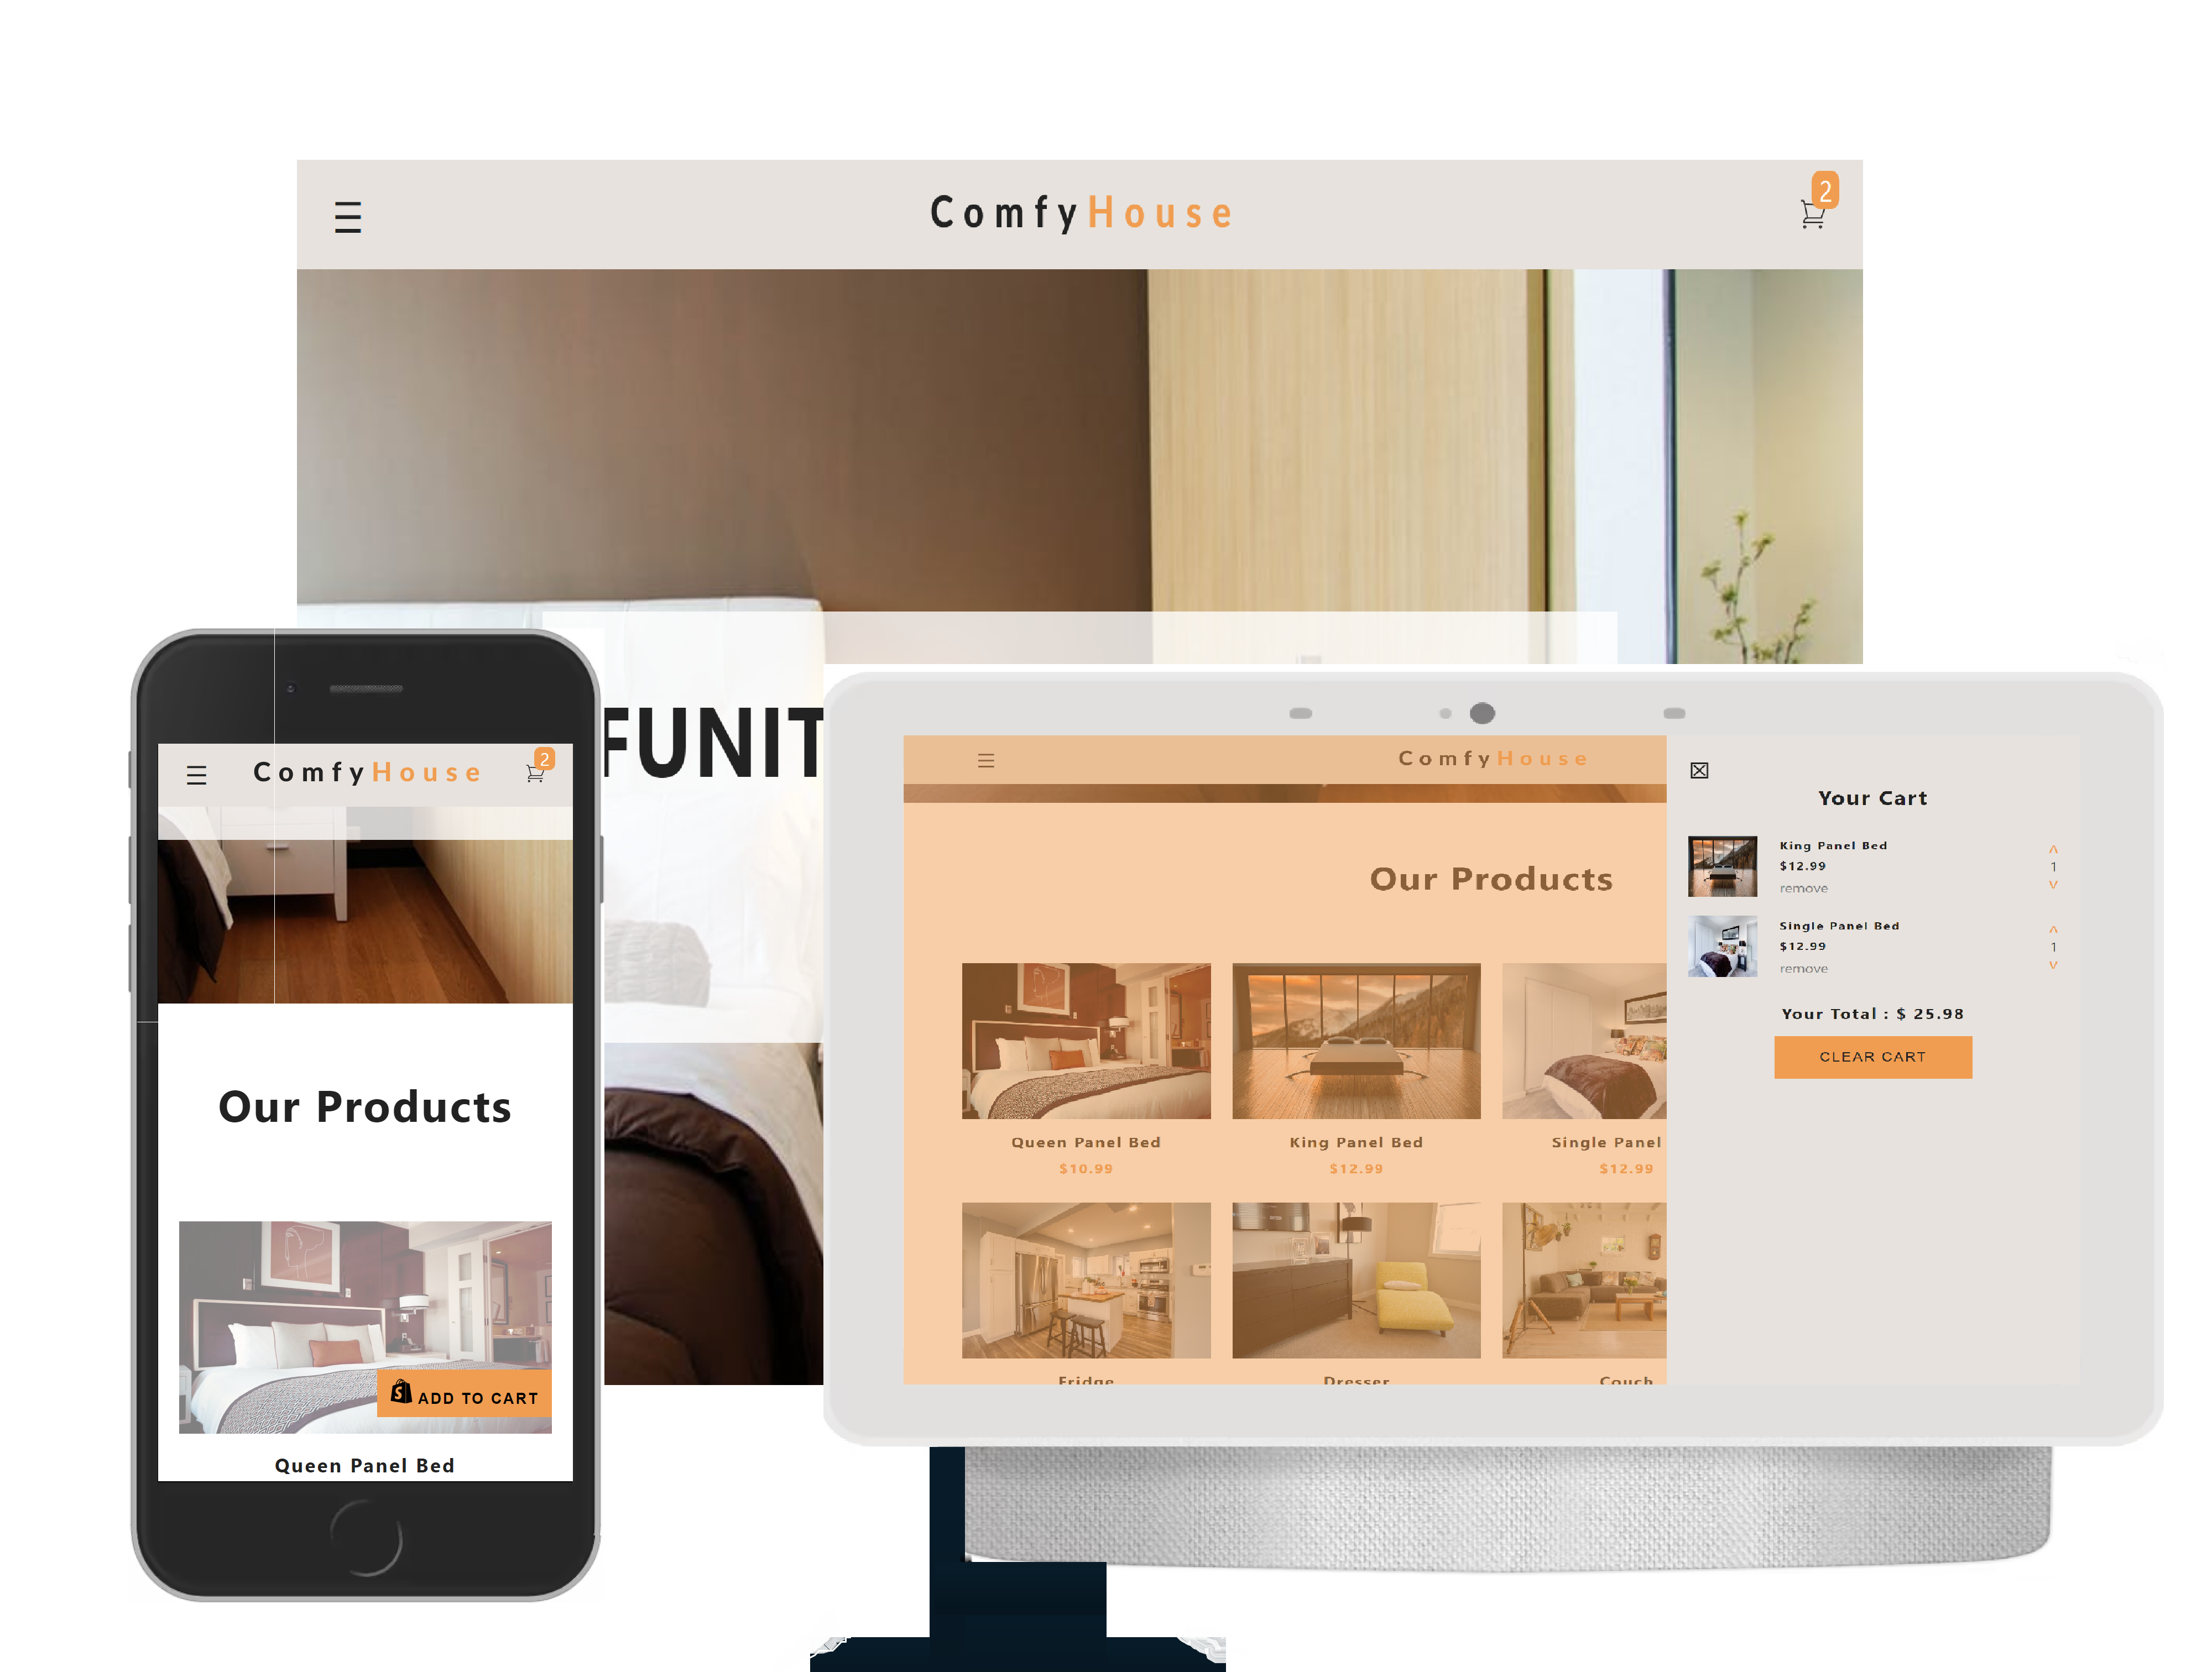 ComfyHouse
2
FUNIT
ComfyHouse
2
Our Products
ADD TO CART
Queen Panel Bed
ComfyHouse
Our Products
Queen Panel Bed
$10.99
King Panel Bed
$12.99
Single Panel
$12.99
Fridge
Dresser
Couch
Your Cart
King Panel Bed
$12.99
remove
1
Single Panel Bed
$12.99
remove
1
Your Total : $ 25.98
CLEAR CART